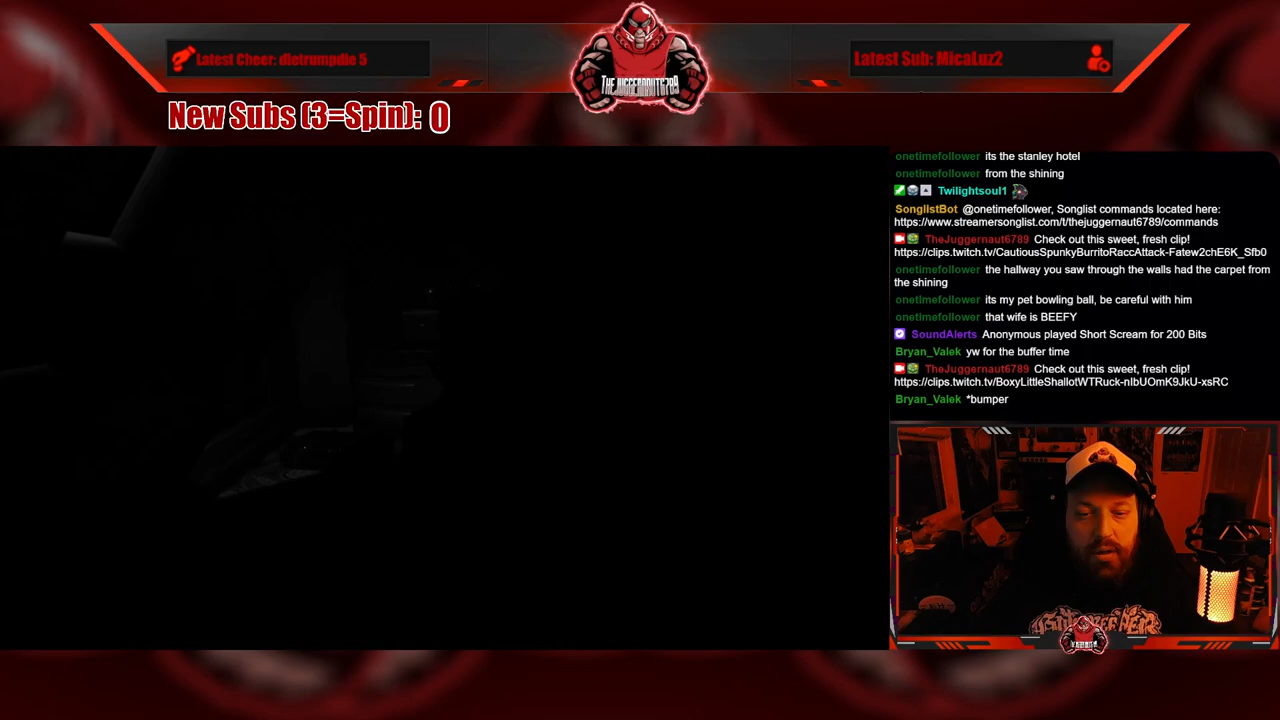 Latest Cheer: dietrumpdie 5
THEJUGGERNAUT6789
Latest Sub: MicaLuz2
New Subs (3=Spin): 0
onetimefollower its the stanley hotel
onetimefollower from the shining
Twilightsoul1
SonglistBot @onetimefollower, Songlist commands located here:
https://www.streamersonglist.com/t/thejuggernaut6789/commands
TheJuggernaut6789 Check out this sweet, fresh clip!
https://clips.twitch.tv/CautiousSpunkyBurritoRaccAttack-Fatew2chE6K_Sfb0
onetimefollower the hallway you saw through the walls had the carpet from
the shining
onetimefollower its my pet bowling ball, be careful with him
onetimefollower that wife is BEEFY
SoundAlerts Anonymous played Short Scream for 200 Bits
Bryan_Valek yw for the buffer time
TheJuggernaut6789 Check out this sweet, fresh clip!
https://clips.twitch.tv/BoxyLittleShallotWTRuck-nIbUOmK9JkU-xsRC
Bryan_Valek *bumper